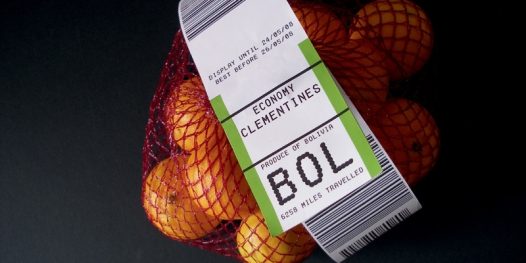 DISPLAY UNTIL 24/05/08
BEST BEFORE 26/05/08
ECONOMY
CLEMENTINES
PRODUCE OF BOLIVIA
BOL
6258 MILES TRAVELLED